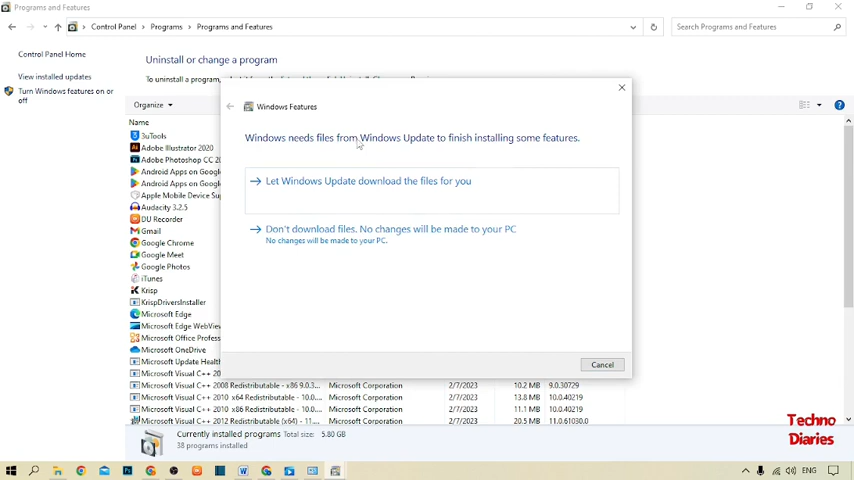 Programs and Features
Control Panel > Programs > Programs and Features
Search Programs and Features
Control Panel Home
View installed updates
Turn Windows features on or
off
Uninstall or change a program
To uninstall a program,
Organize
Name
3uTools
Adobe Illustrator 2020
Adobe Photoshop CC 20
Android Apps on Googl
Android Apps on Googl
Apple Mobile Device Sup
Audacity 3.2.5
DU Recorder
Gmail
Google Chrome
Google Meet
Google Photos
iTunes
Krisp
KrispDriversInstaller
Microsoft Edge
Microsoft Edge WebView
Microsoft Office Profess
Microsoft OneDrive
Microsoft Update Health
Microsoft Visual C++ 200
Microsoft Visual C++ 2008 Redistributable - x86 9.0.3... Microsoft Corporation 2/7/2023 10.2 MB 9.0.30729
Microsoft Visual C++ 2010 x64 Redistributable - 10.0.... Microsoft Corporation 2/7/2023 13.8 MB 10.0.40219
Microsoft Visual C++ 2010 x86 Redistributable - 10.0.... Microsoft Corporation 2/7/2023 11.1 MB 10.0.40219
Microsoft Visual C++ 2012 Redistributable (x64) - 11.... Microsoft Corporation 2/7/2023 20.5 MB 11.0.61030.0
Windows Features
Windows needs files from Windows Update to finish installing some features.
Let Windows Update download the files for you
Don't download files. No changes will be made to your PC
No changes will be made to your PC.
Cancel
Currently installed programs Total size: 5.80 GB
38 programs installed
Techno
Diaries
ENG